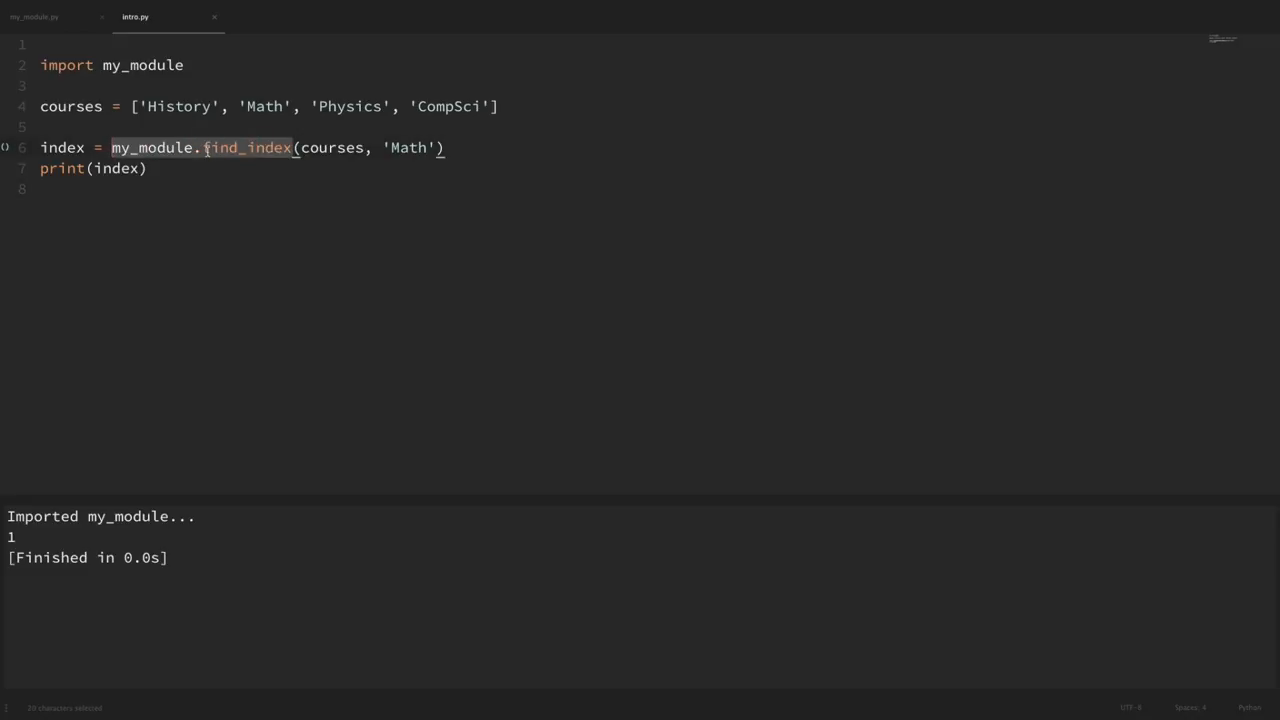 my_module.py × intro.py ×
1
2 import my_module
3
4 courses = ['History', 'Math', 'Physics', 'CompSci']
5
() 6 index = my_module.find_index(courses, 'Math')
7 print(index)
8
Imported my_module...
1
[Finished in 0.0s]
20 characters selected UTF-8 Spaces: 4 Python